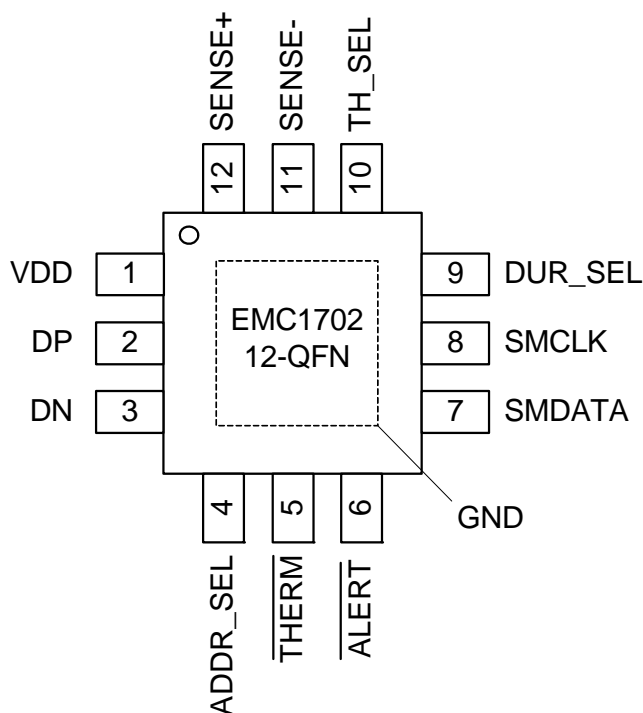 SENSE+
SENSE-
TH_SEL
12
11
10
VDD
1
DP
2
DN
3
EMC1702
12-QFN
9
DUR_SEL
8
SMCLK
7
SMDATA
GND
4
5
6
ADDR_SEL
THERM
ALERT